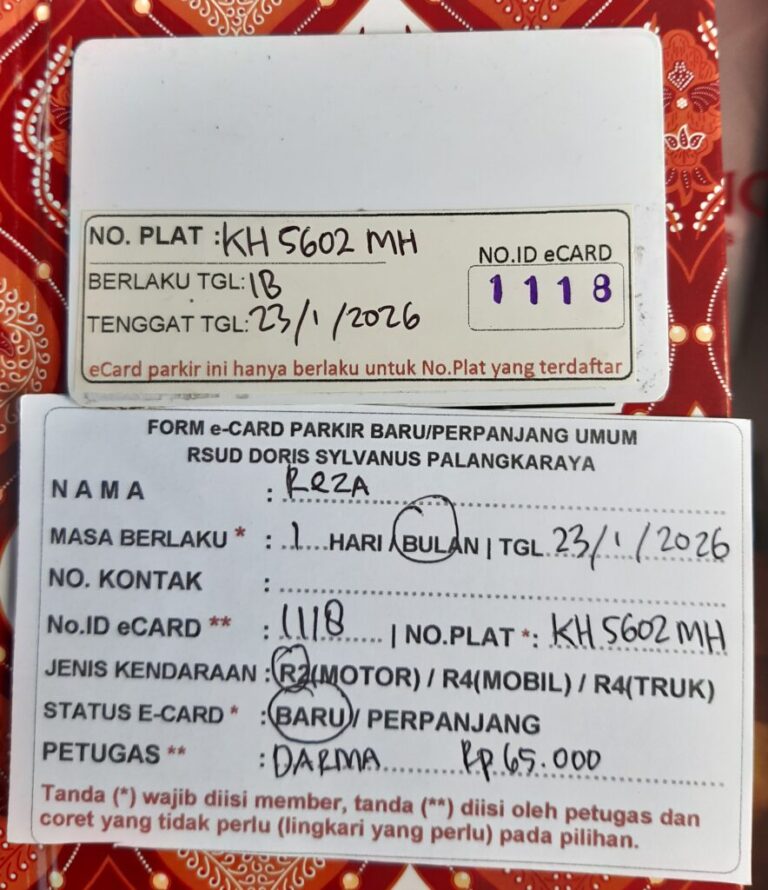 NO. PLAT : KH 5602 MH
BERLAKU TGL: 1B
TENGGAT TGL: 23/1/2026
NO.ID eCARD
1118
eCard parkir ini hanya berlaku untuk No.Plat yang terdaftar
FORM e-CARD PARKIR BARU/PERPANJANG UMUM
RSUD DORIS SYLVANUS PALANGKARAYA
NAMA : REZA
MASA BERLAKU * : 1 HARI / BULAN | TGL 23/1/2026
NO. KONTAK :
No.ID eCARD ** : 1118 | NO.PLAT *: KH 5602 MH
JENIS KENDARAAN : R2(MOTOR) / R4(MOBIL) / R4(TRUK)
STATUS E-CARD * : BARU / PERPANJANG
PETUGAS ** : DARMA Rp 65.000
Tanda (*) wajib diisi member, tanda (**) diisi oleh petugas dan
coret yang tidak perlu (lingkari yang perlu) pada pilihan.